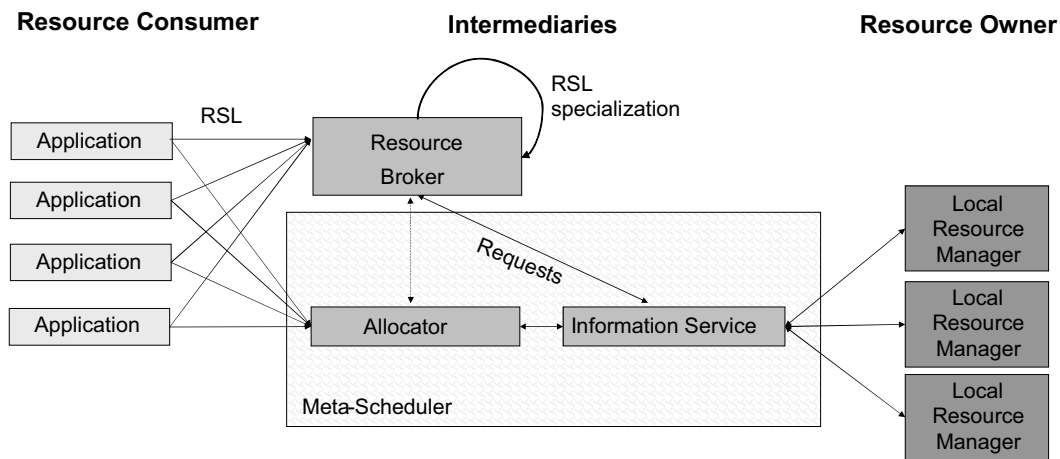 Resource Consumer
Intermediaries
Resource Owner
RSL
RSL
specialization
Application
Application
Application
Application
Resource
Broker
Requests
Allocator
Information Service
Meta-Scheduler
Local
Resource
Manager
Local
Resource
Manager
Local
Resource
Manager